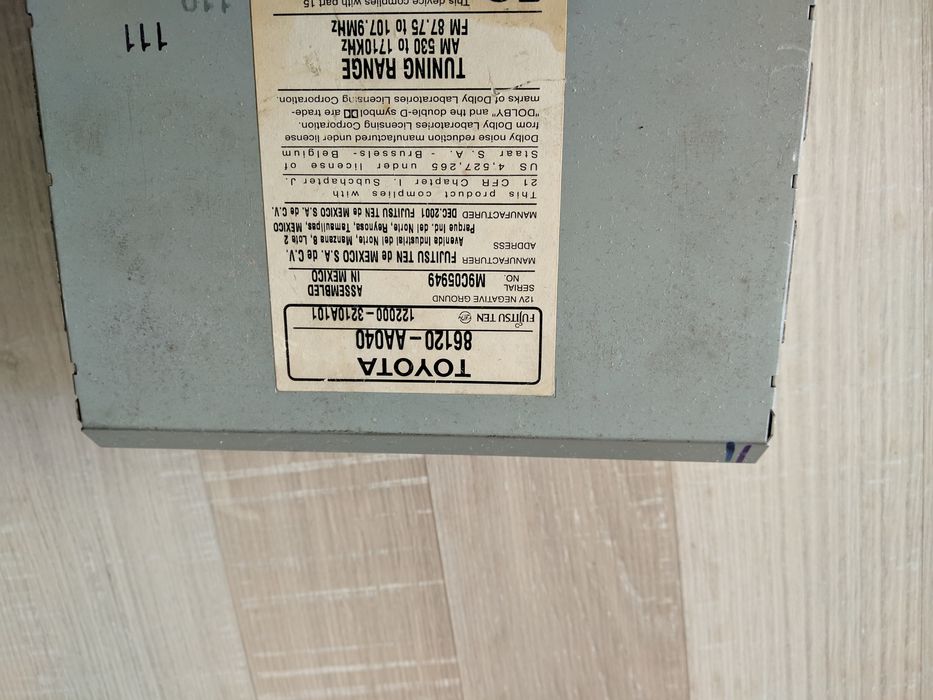 TOYOTA
86120-AA040
FUJITSU TEN 122000-3210A101
12V NEGATIVE GROUND
SERIAL NO. M9C05949 ASSEMBLED IN MEXICO
MANUFACTURER FUJITSU TEN de MEXICO S.A. de C.V.
ADDRESS Avenida Industrial del Norte, Manzana 8, Lote 2
Parque Ind. del Norte, Reynosa, Tamaulipas, MEXICO
MANUFACTURED DEC.2001 FUJITSU TEN de MEXICO S.A. de C.V.
This product complies with
21 CFR Chapter I. Subchapter J.
US 4,527,265 under license of
Staar S. A. - Brussels- Belgium
Dolby noise reduction manufactured under license
from Dolby Laboratories Licensing Corporation.
"DOLBY" and the double-D symbol are trade-
marks of Dolby Laboratories Licensing Corporation.
TUNING RANGE
AM 530 to 1710KHz
FM 87.75 to 107.9MHz
This device complies with part 15
111
110